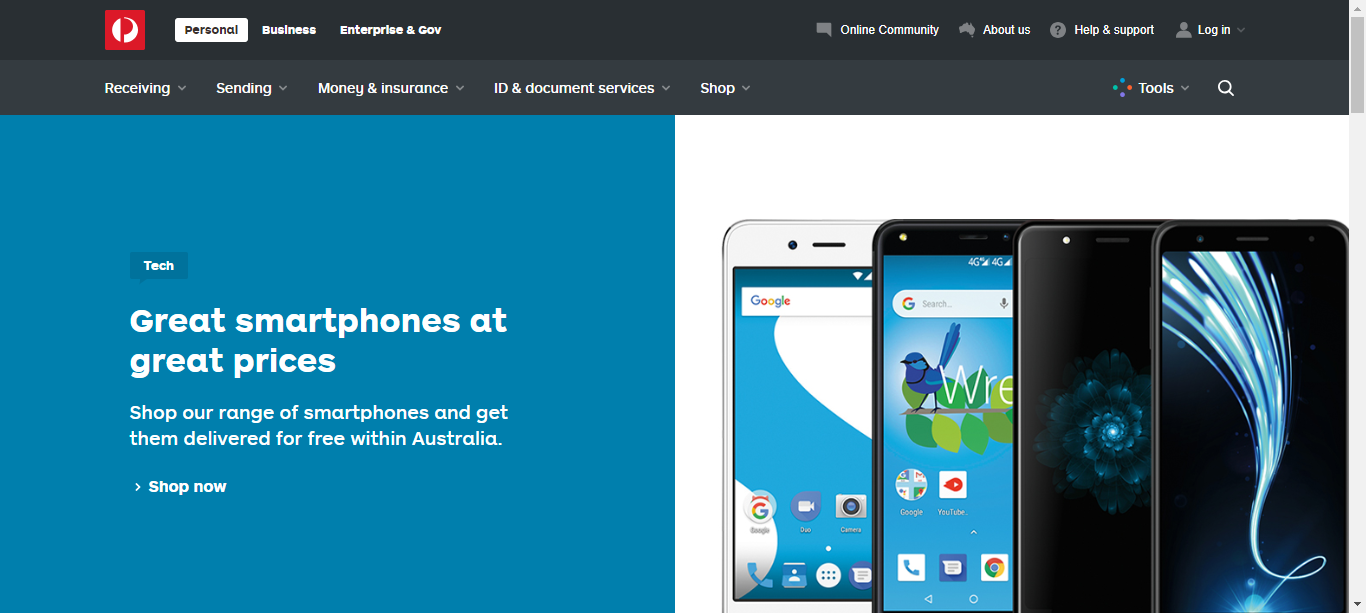 Personal Business Enterprise & Gov Online Community About us Help & support Log in
Receiving Sending Money & insurance ID & document services Shop Tools
Tech
Great smartphones at
great prices
Shop our range of smartphones and get
them delivered for free within Australia.
Shop now
Google
4G 4G
Search...
Wre
Google Duo Camera
Google YouTube..